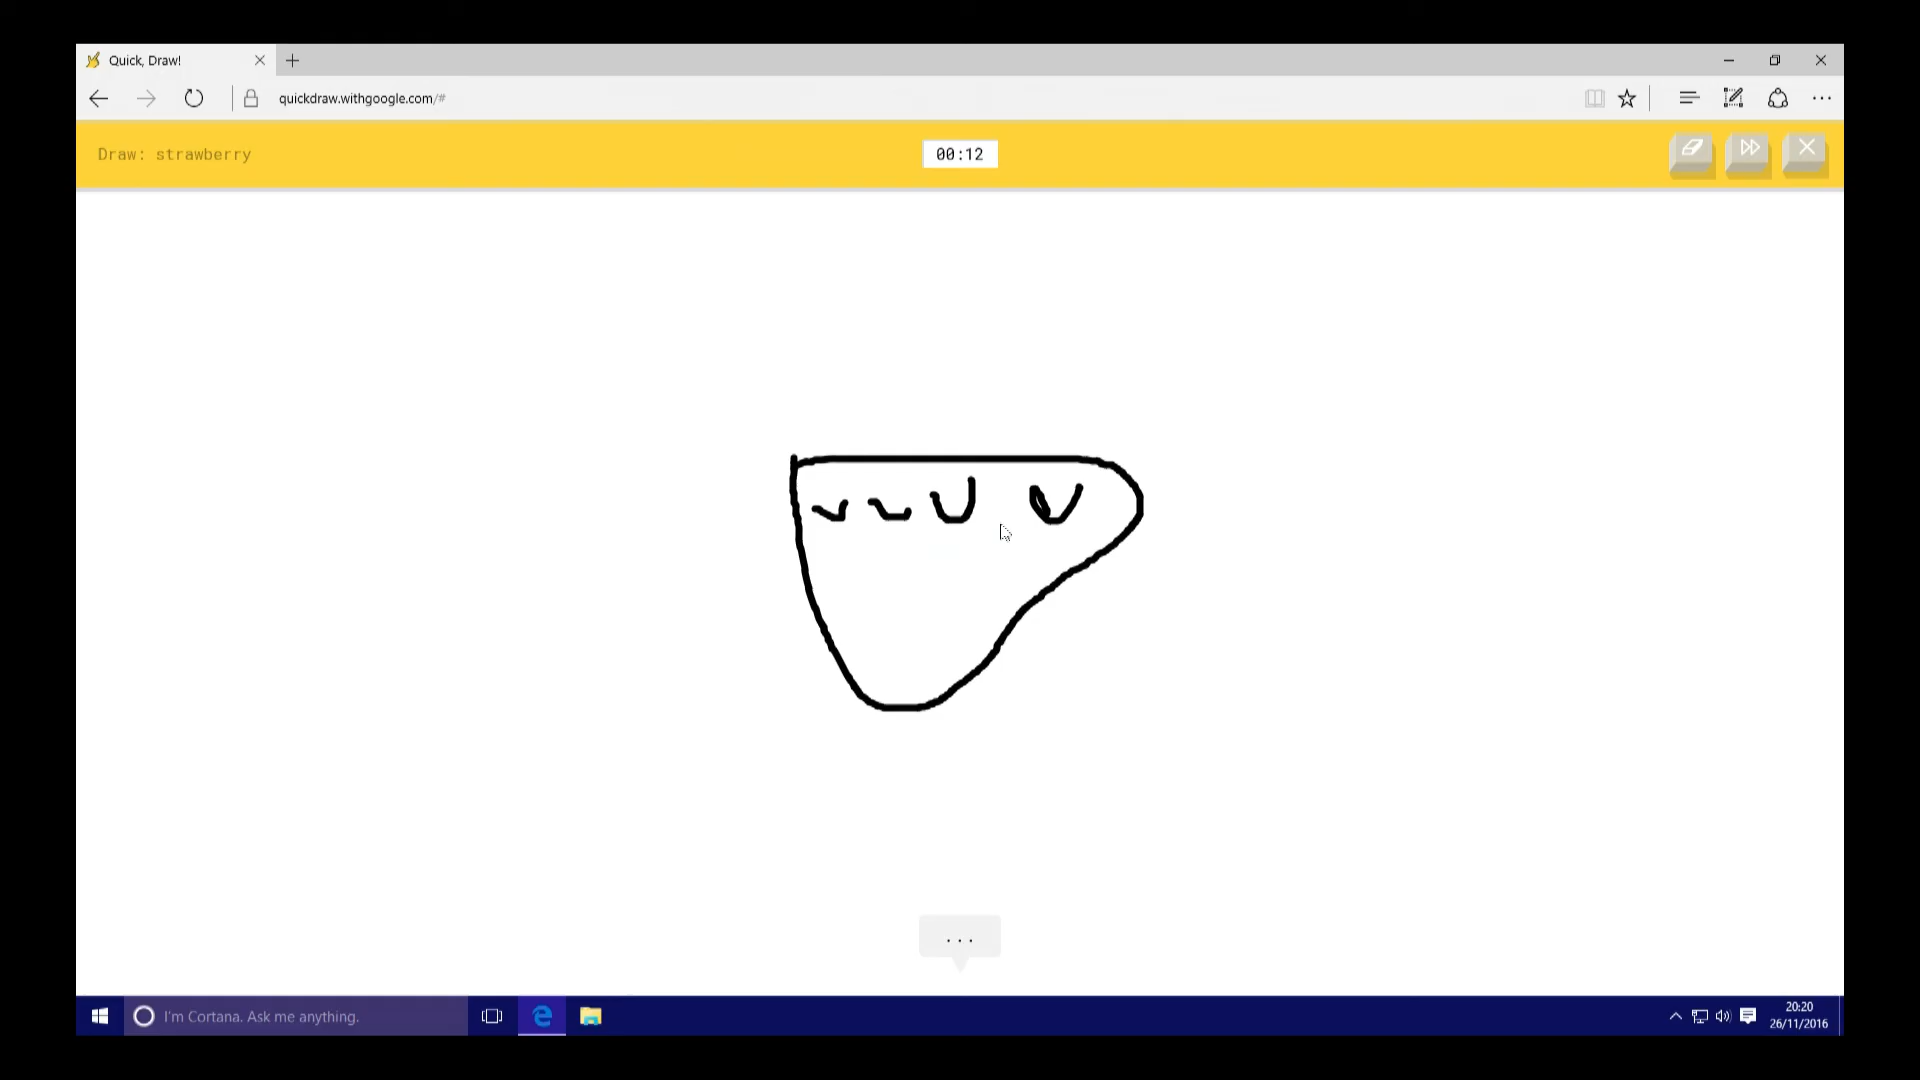 Quick, Draw!
quickdraw.withgoogle.com/#
Draw: strawberry
00:12
...
I'm Cortana. Ask me anything.
20:20
26/11/2016